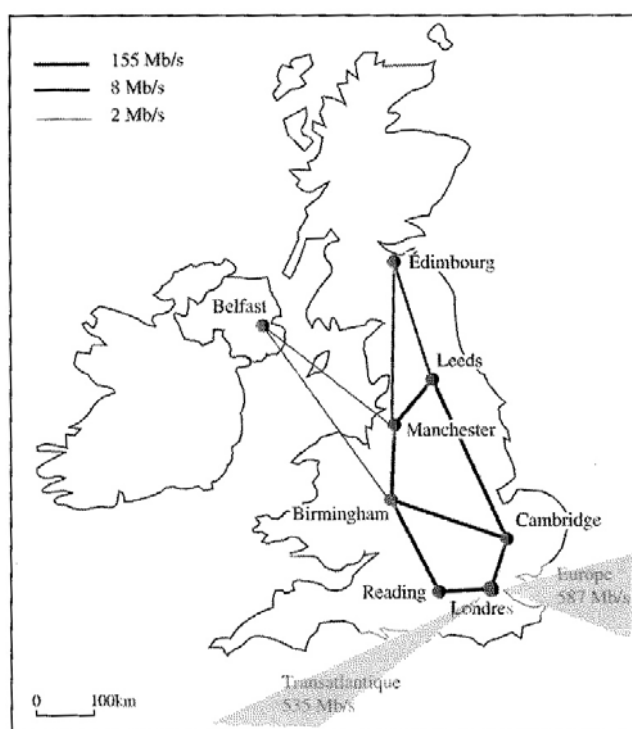 155 Mb/s
8 Mb/s
2 Mb/s
Édimbourg
Belfast
Leeds
Manchester
Birmingham
Cambridge
Europe
587 Mb/s
Reading
Londres
Transatlantique
535 Mb/s
0 100km